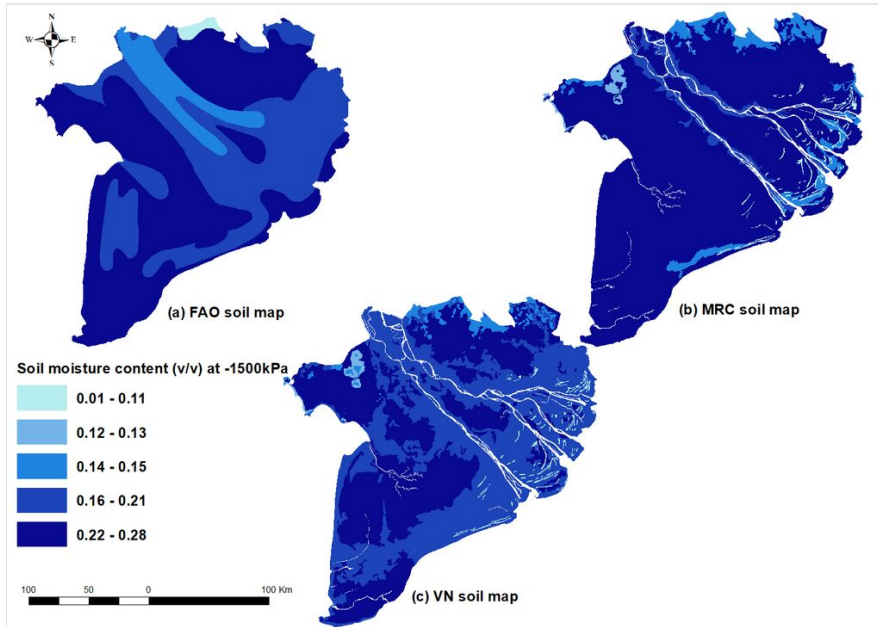 N
W E
S
(a) FAO soil map
(b) MRC soil map
Soil moisture content (v/v) at -1500kPa
0.01 - 0.11
0.12 - 0.13
0.14 - 0.15
0.16 - 0.21
0.22 - 0.28
100 50 0 100 Km
(c) VN soil map